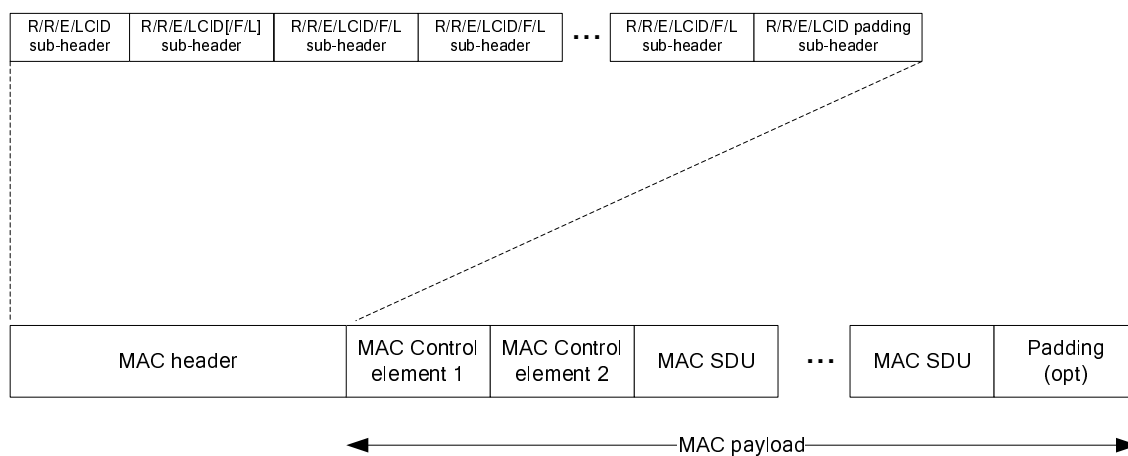 R/R/E/LCID
sub-header
R/R/E/LCID[/F/L]
sub-header
R/R/E/LCID/F/L
sub-header
R/R/E/LCID/F/L
sub-header
...
R/R/E/LCID/F/L
sub-header
R/R/E/LCID padding
sub-header
MAC header
MAC Control
element 1
MAC Control
element 2
MAC SDU
...
MAC SDU
Padding
(opt)
MAC payload